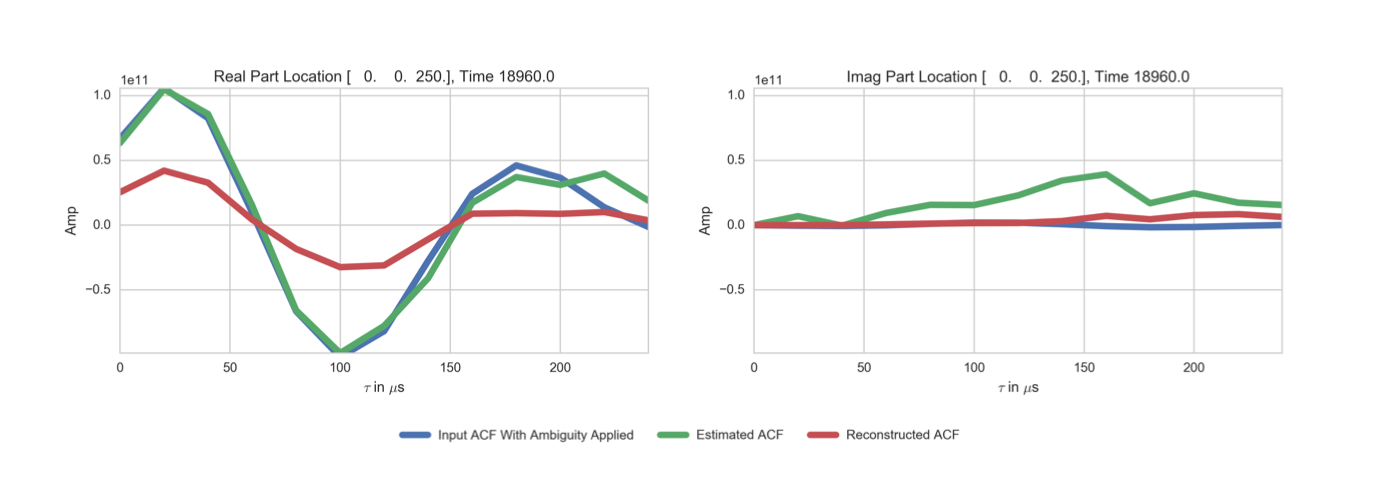 Real Part Location [ 0. 0. 250.], Time 18960.0
1e11
1.0
0.5
0.0
−0.5
Amp
0 50 100 150 200
τ in μs
Imag Part Location [ 0. 0. 250.], Time 18960.0
1e11
1.0
0.5
0.0
−0.5
Amp
0 50 100 150 200
τ in μs
Input ACF With Ambiguity Applied Estimated ACF Reconstructed ACF